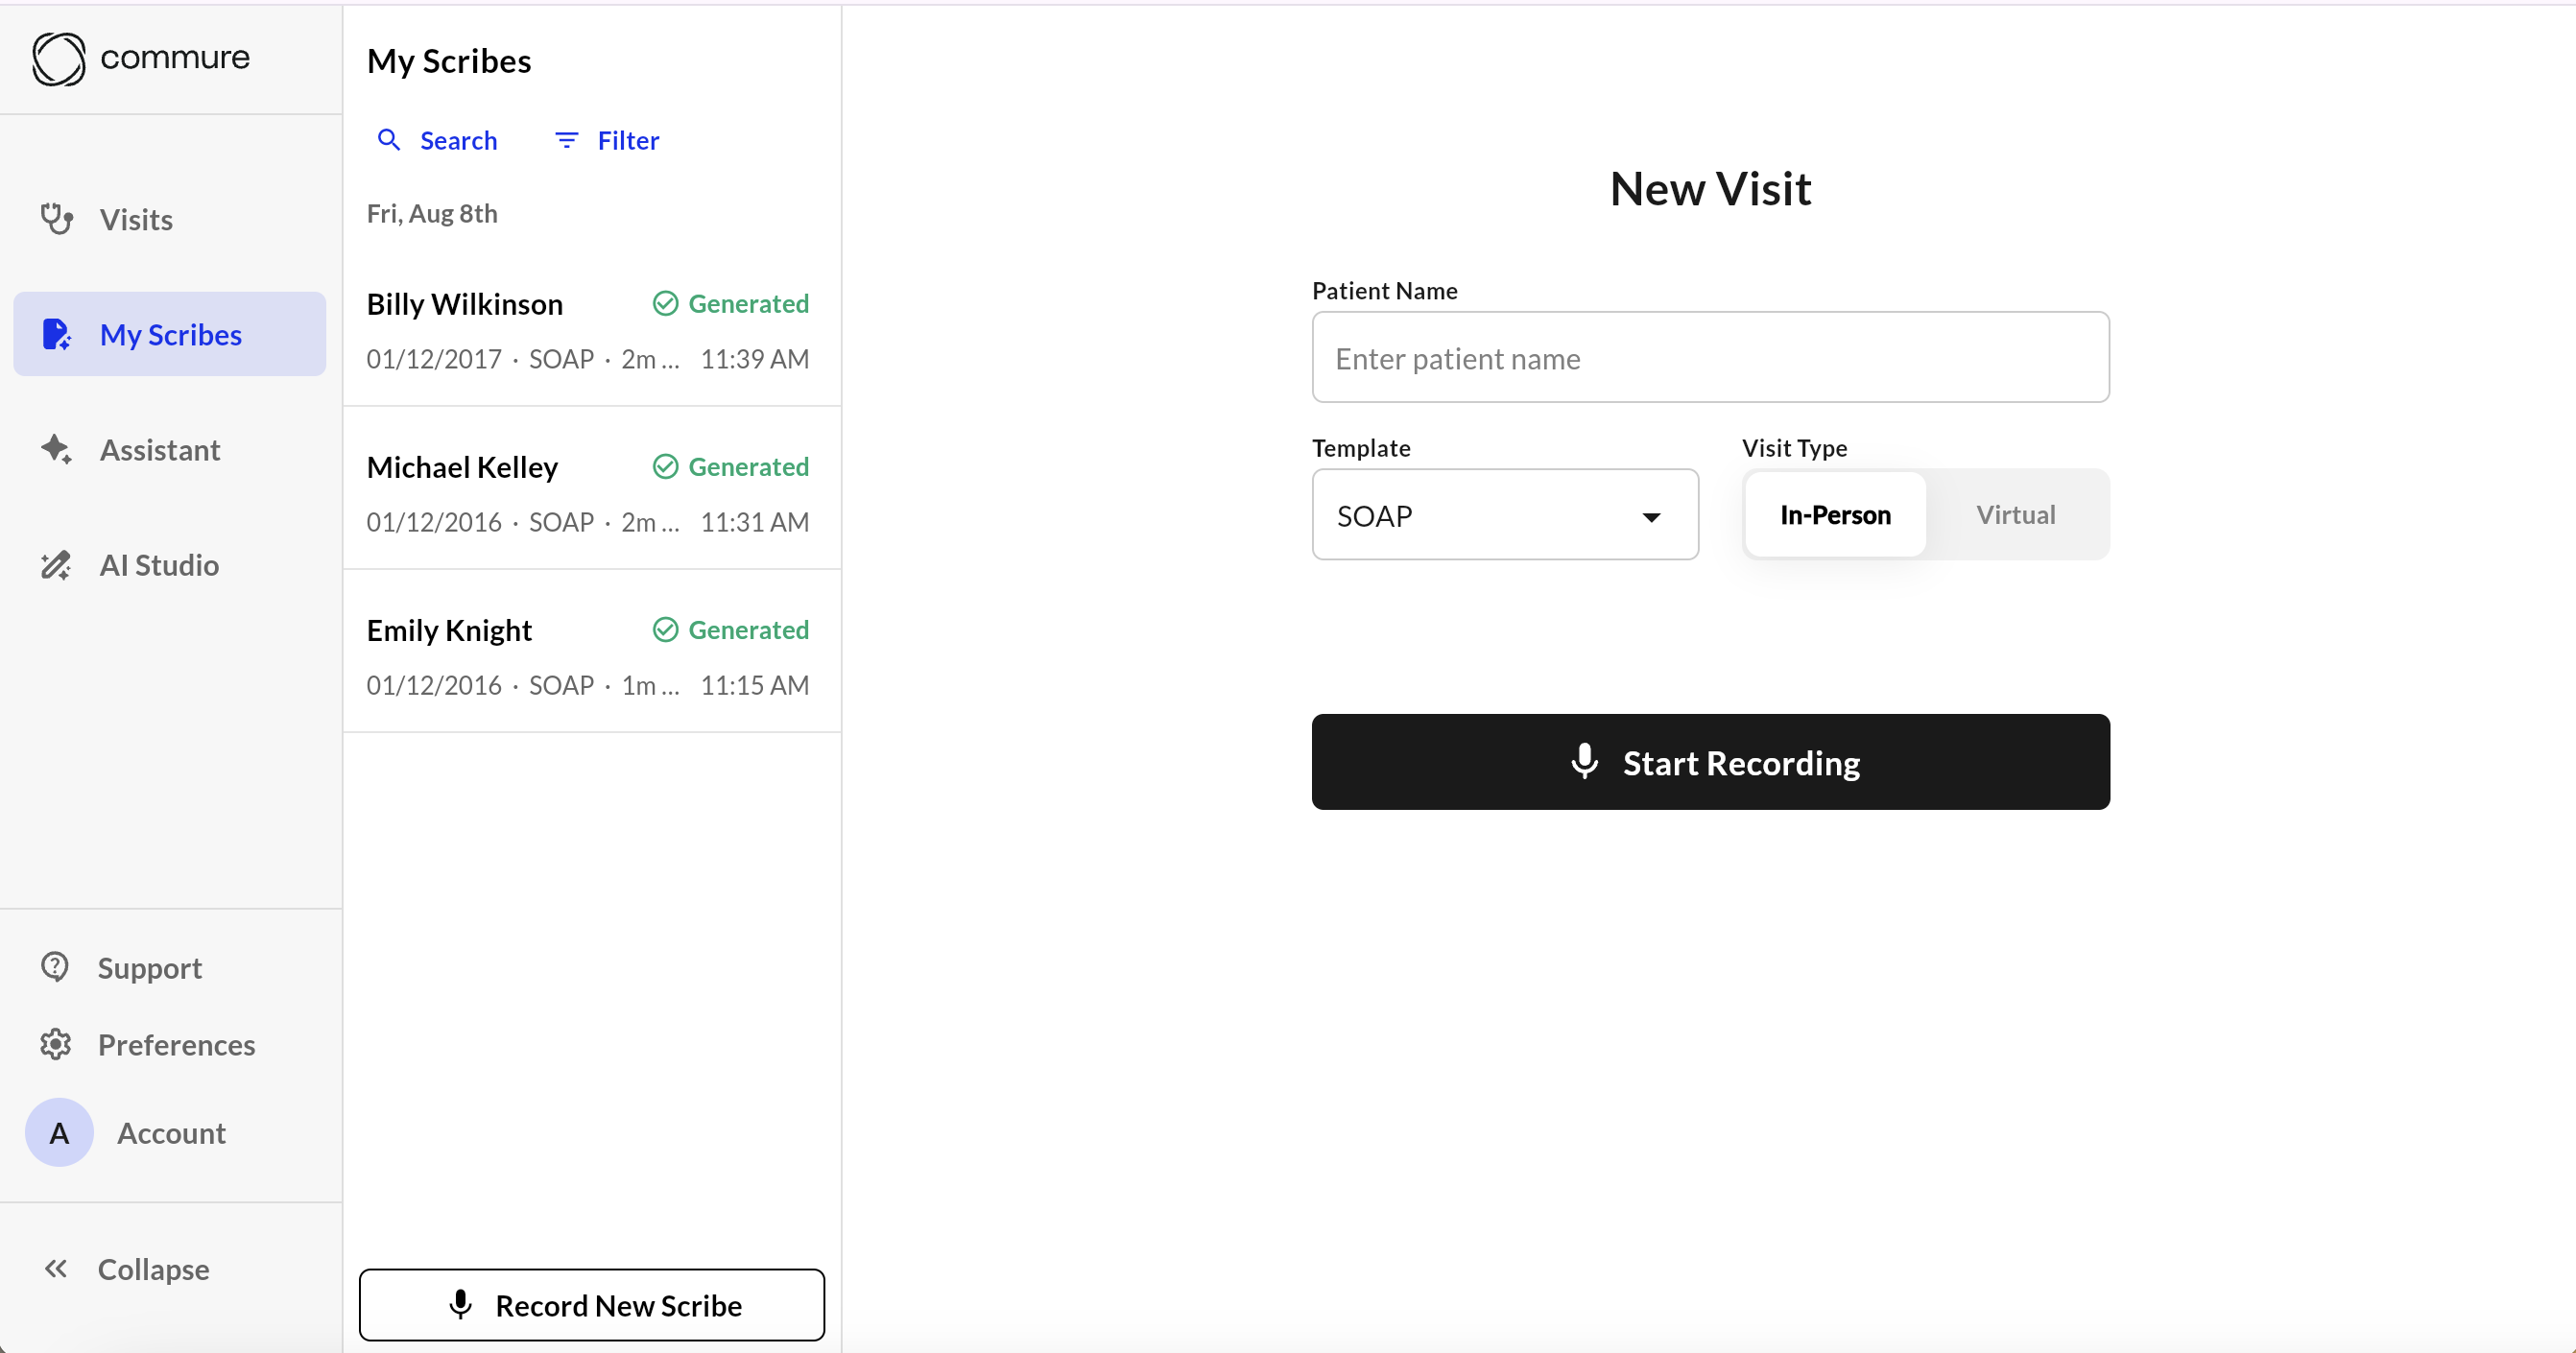 commure
Visits
My Scribes
Assistant
AI Studio
Support
Preferences
A
Account
Collapse
My Scribes
Search
Filter
Fri, Aug 8th
Billy Wilkinson
Generated
01/12/2017 · SOAP · 2m ... 11:39 AM
Michael Kelley
Generated
01/12/2016 · SOAP · 2m ... 11:31 AM
Emily Knight
Generated
01/12/2016 · SOAP · 1m ... 11:15 AM
Record New Scribe
New Visit
Patient Name
Enter patient name
Template
Visit Type
SOAP
In-Person
Virtual
Start Recording